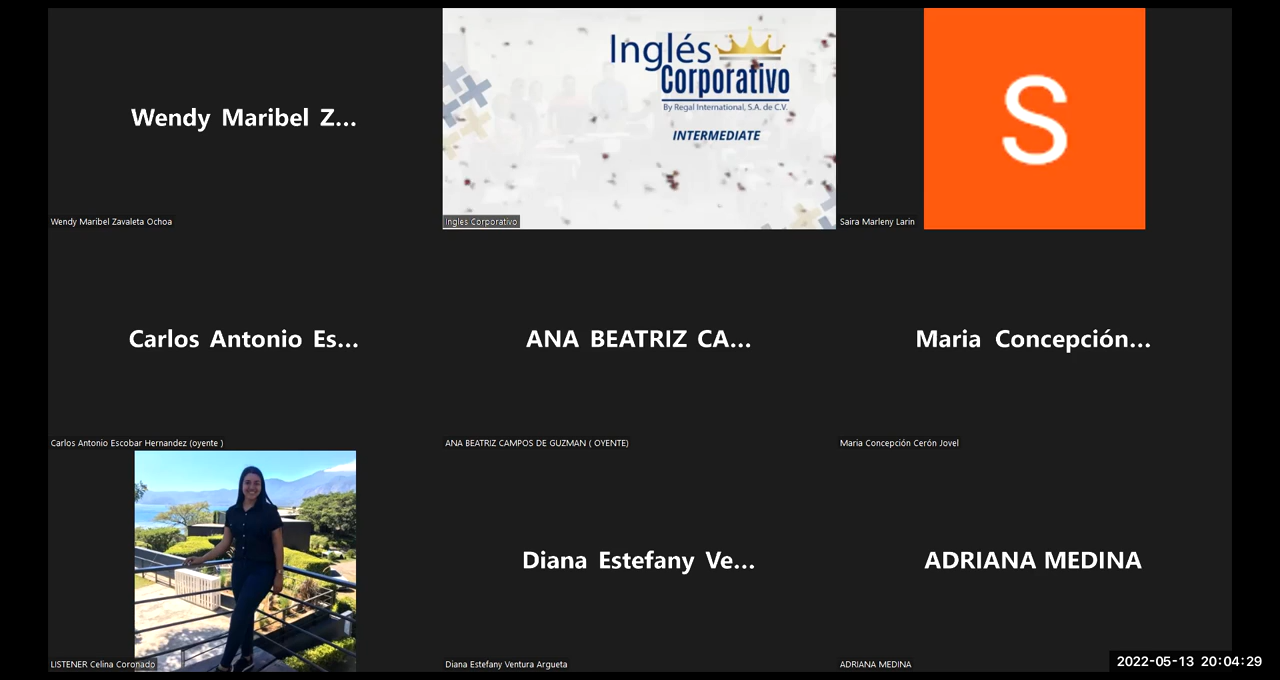 Wendy Maribel Z...
Wendy Maribel Zavaleta Ochoa
Inglés
Corporativo
By Regal International, S.A. de C.V.
INTERMEDIATE
Ingles Corporativo
S
Saira Marleny Larin
Carlos Antonio Es...
Carlos Antonio Escobar Hernandez (oyente )
ANA BEATRIZ CA...
ANA BEATRIZ CAMPOS DE GUZMAN ( OYENTE)
Maria Concepción...
Maria Concepción Cerón Jovel
LISTENER Celina Coronado
Diana Estefany Ve...
Diana Estefany Ventura Argueta
ADRIANA MEDINA
ADRIANA MEDINA
2022-05-13 20:04:29